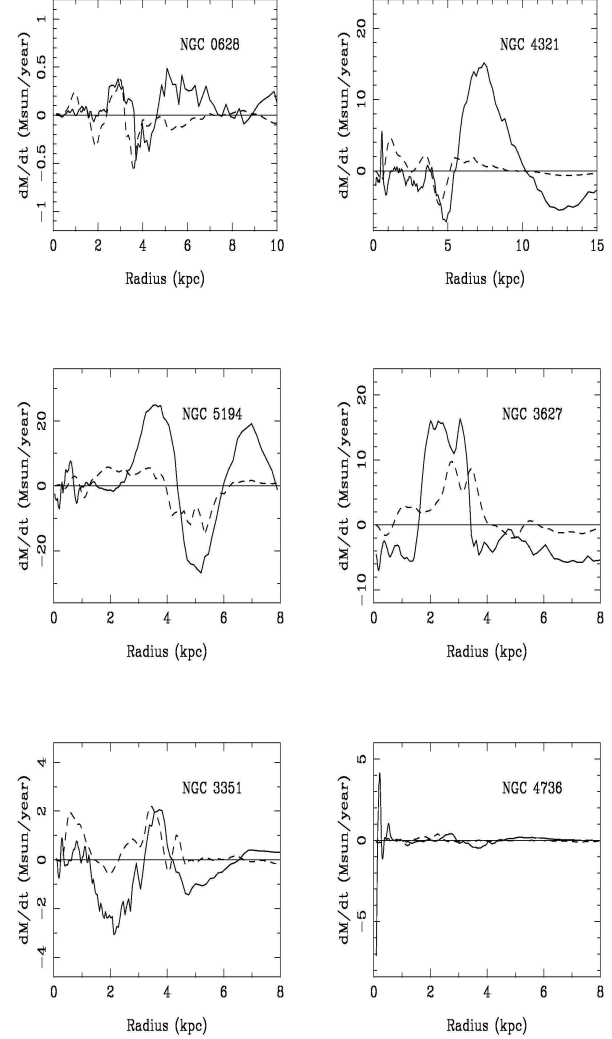 NGC 0628
dM/dt (Msun/year)
1
0.5
0
−0.5
−1
0 2 4 6 8 10
Radius (kpc)
NGC 4321
dM/dt (Msun/year)
20
10
0
0 5 10 15
Radius (kpc)
NGC 5194
dM/dt (Msun/year)
20
0
−20
0 2 4 6 8
Radius (kpc)
NGC 3627
dM/dt (Msun/year)
20
10
0
−10
0 2 4 6 8
Radius (kpc)
NGC 3351
dM/dt (Msun/year)
4
2
0
−2
−4
0 2 4 6 8
Radius (kpc)
NGC 4736
dM/dt (Msun/year)
5
0
−5
0 2 4 6 8
Radius (kpc)